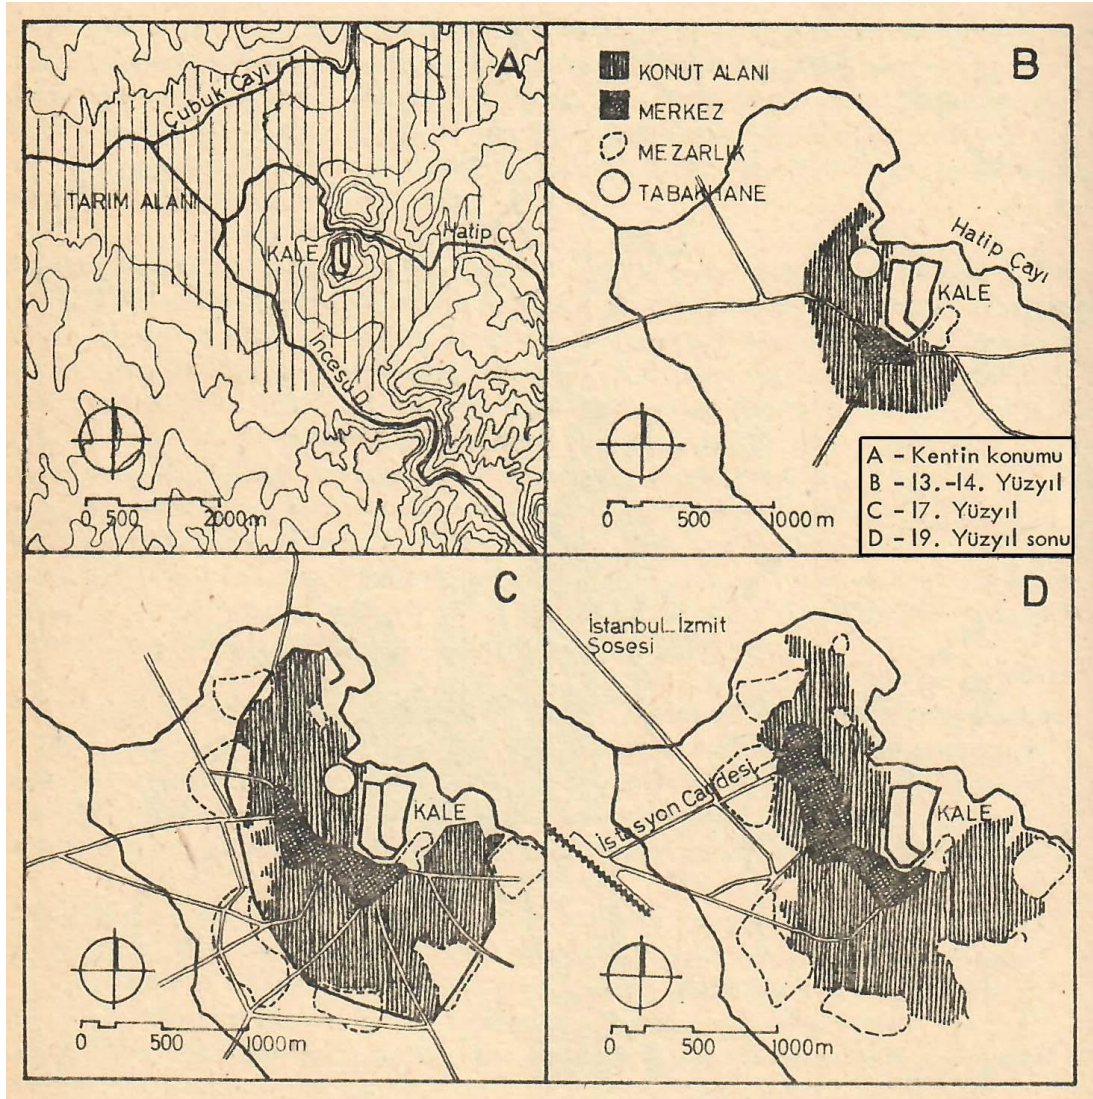 A
Çubuk Çayı
TARIM ALANI
KALE
Hatip Ç.
İncesu D.
0 500 2000m
B
KONUT ALANI
MERKEZ
MEZARLIK
TABAKHANE
Hatip Çayı
KALE
0 500 1000m
A - Kentin konumu
B - 13.-14. Yüzyıl
C - 17. Yüzyıl
D - 19. Yüzyıl sonu
C
KALE
0 500 1000m
D
İstanbul-İzmit
Şosesi
İstasyon Caddesi
KALE
0 500 1000m